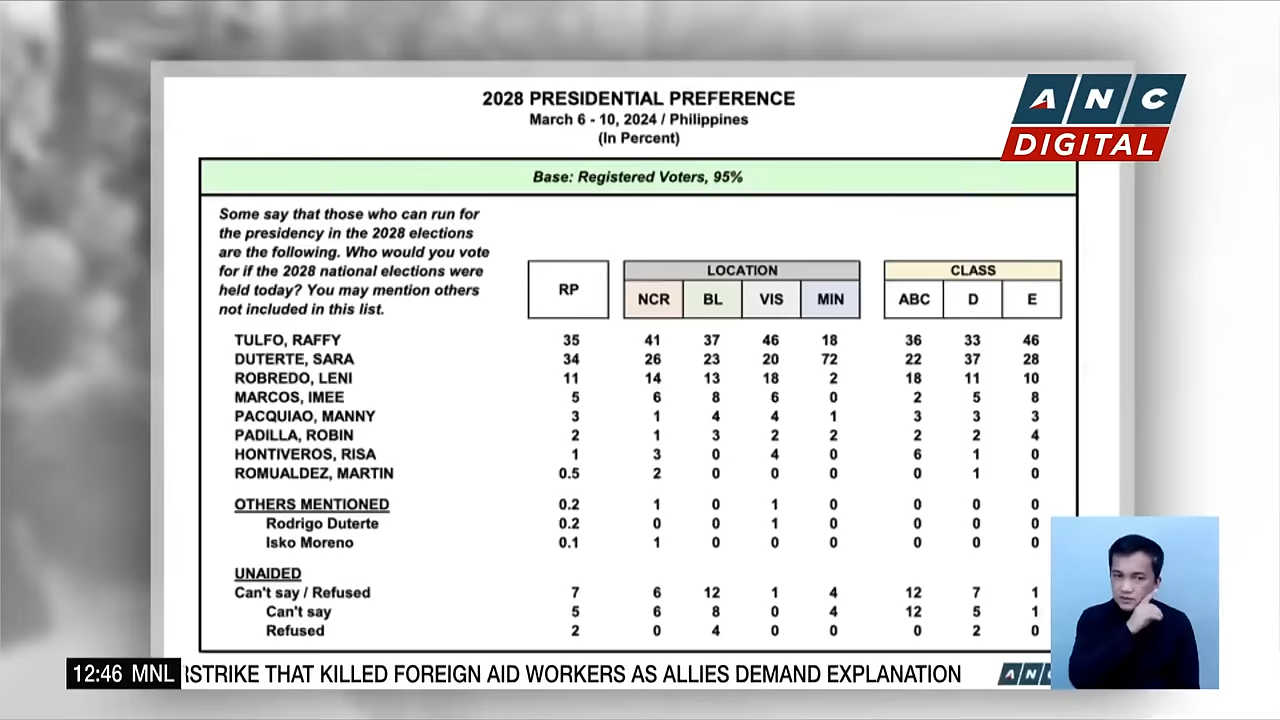 ANC
DIGITAL
2028 PRESIDENTIAL PREFERENCE
March 6 - 10, 2024 / Philippines
(In Percent)
Base: Registered Voters, 95%
Some say that those who can run for
the presidency in the 2028 elections
are the following. Who would you vote
for if the 2028 national elections were
held today? You may mention others
not included in this list.
RP
LOCATION
CLASS
NCR BL VIS MIN ABC D E
TULFO, RAFFY 35 41 37 46 18 36 33 46
DUTERTE, SARA 34 26 23 20 72 22 37 28
ROBREDO, LENI 11 14 13 18 2 18 11 10
MARCOS, IMEE 5 6 8 6 0 2 5 8
PACQUIAO, MANNY 3 1 4 4 1 3 3 3
PADILLA, ROBIN 2 1 3 2 2 2 2 4
HONTIVEROS, RISA 1 3 0 4 0 6 1 0
ROMUALDEZ, MARTIN 0.5 2 0 0 0 0 1 0
OTHERS MENTIONED 0.2 1 0 1 0 0 0 0
Rodrigo Duterte 0.2 0 0 1 0 0 0 0
Isko Moreno 0.1 1 0 0 0 0 0 0
UNAIDED
Can't say / Refused 7 6 12 1 4 12 7 1
Can't say 5 6 8 0 4 12 5 1
Refused 2 0 4 0 0 0 2 0
12:46 MNL
RSTRIKE THAT KILLED FOREIGN AID WORKERS AS ALLIES DEMAND EXPLANATION
AN